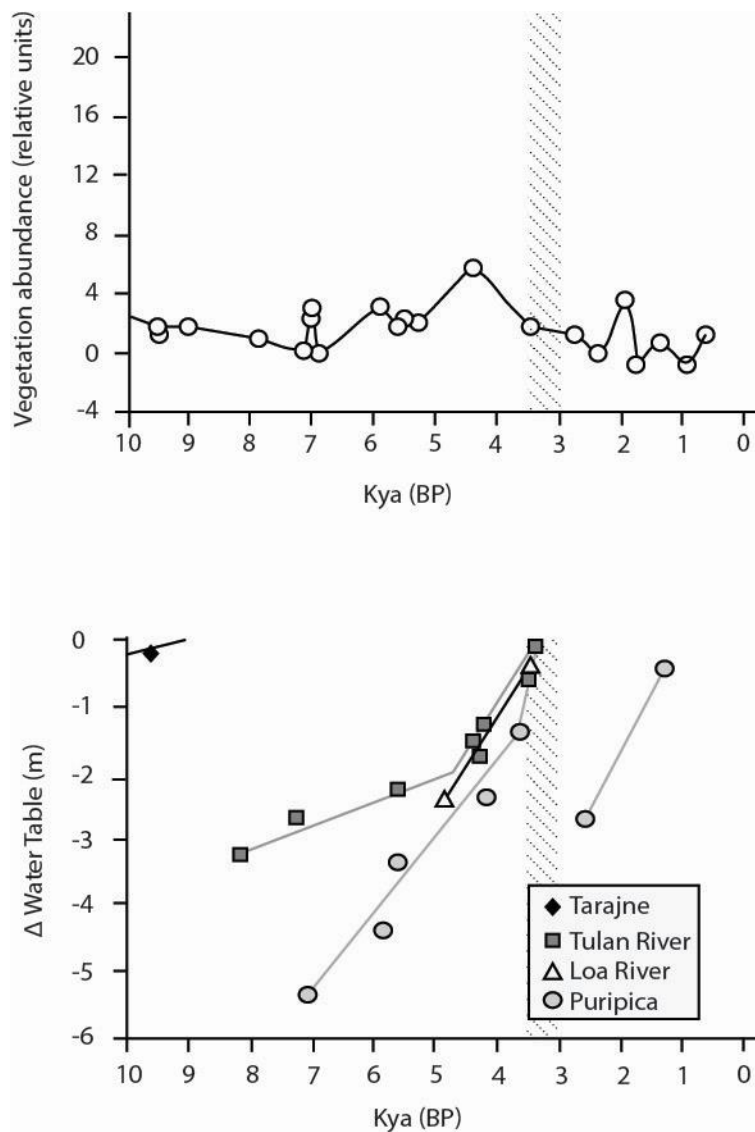 Vegetation abundance (relative units)
20
16
12
8
4
0
-4
10 9 8 7 6 5 4 3 2 1 0
Kya (BP)
Δ Water Table (m)
0
-1
-2
-3
-4
-5
-6
Tarajne
Tulan River
Loa River
Puripica
10 9 8 7 6 5 4 3 2 1 0
Kya (BP)